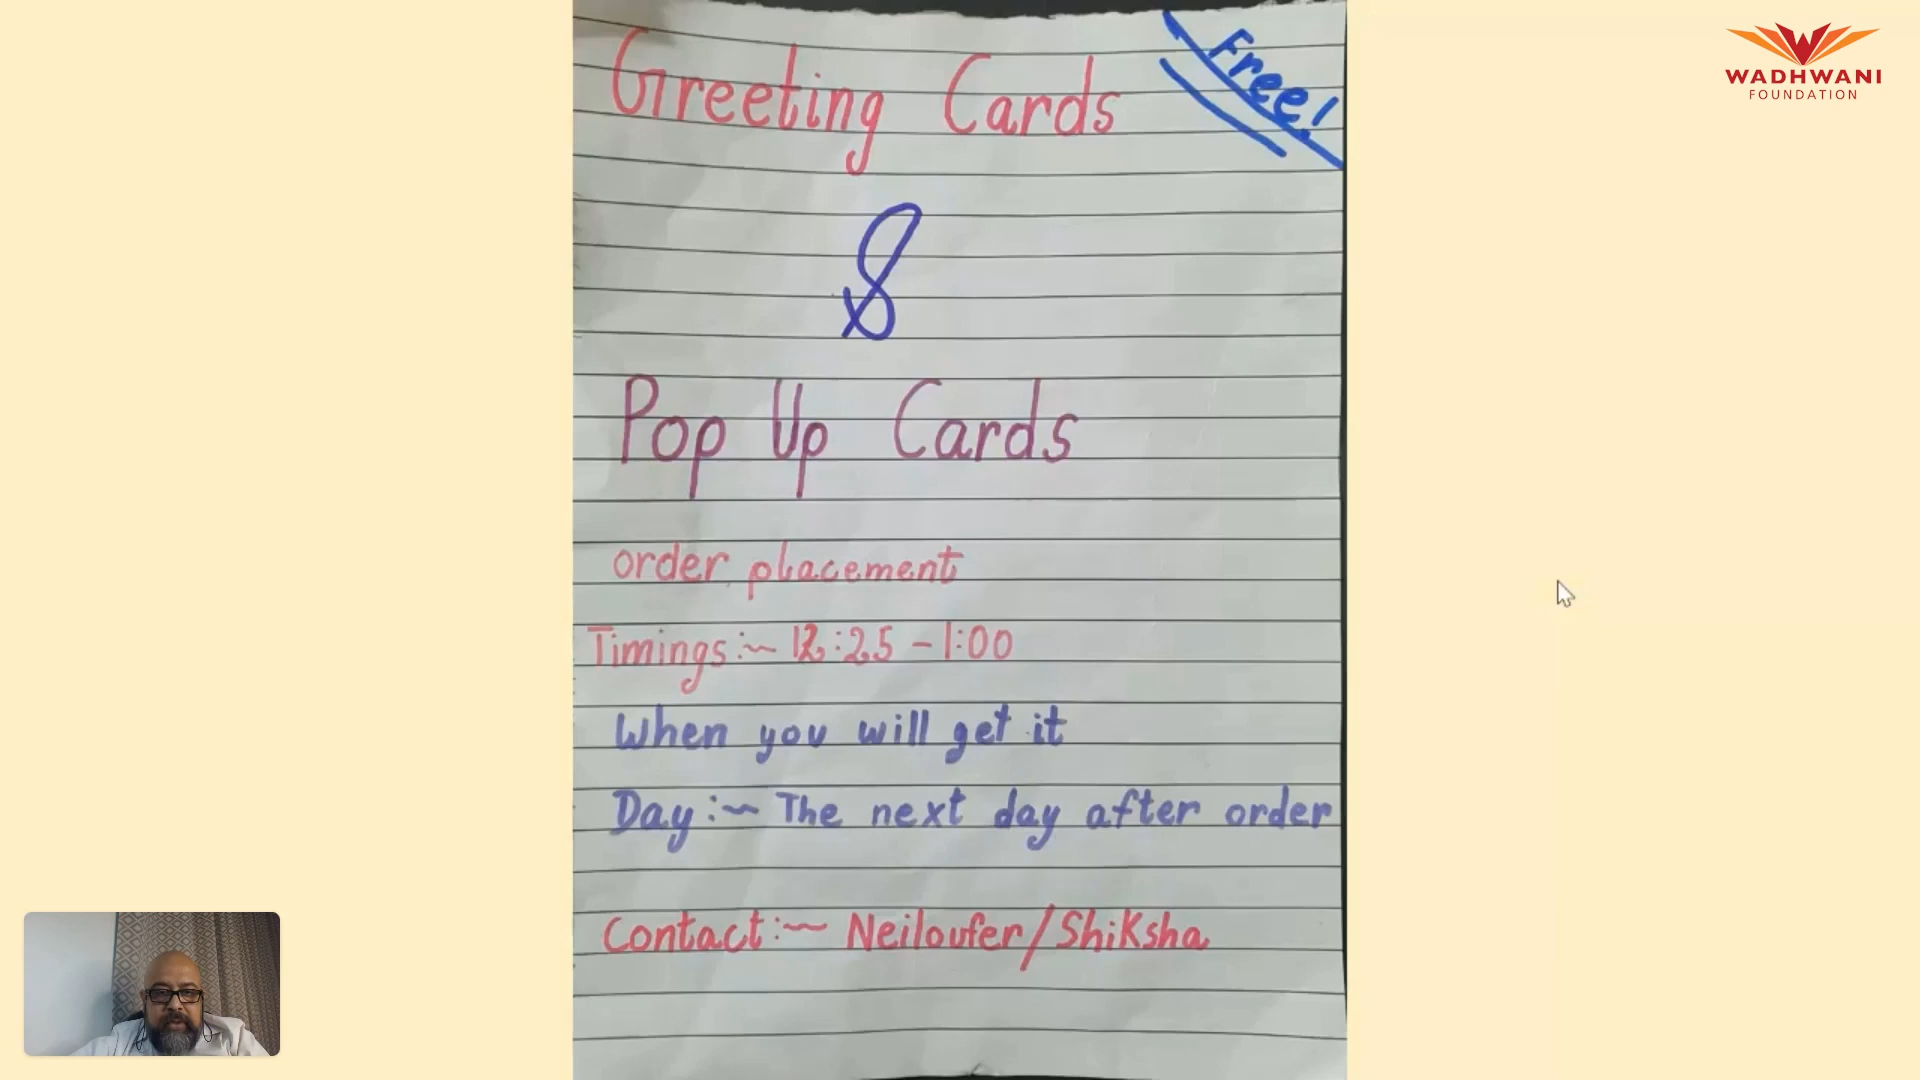 Greeting Cards
Free!
&
Pop Up Cards
order placement
Timings:~ 12:25 - 1:00
When you will get it
Day:~ The next day after order
Contact:~ Neiloufer/Shiksha
WADHWANI
FOUNDATION